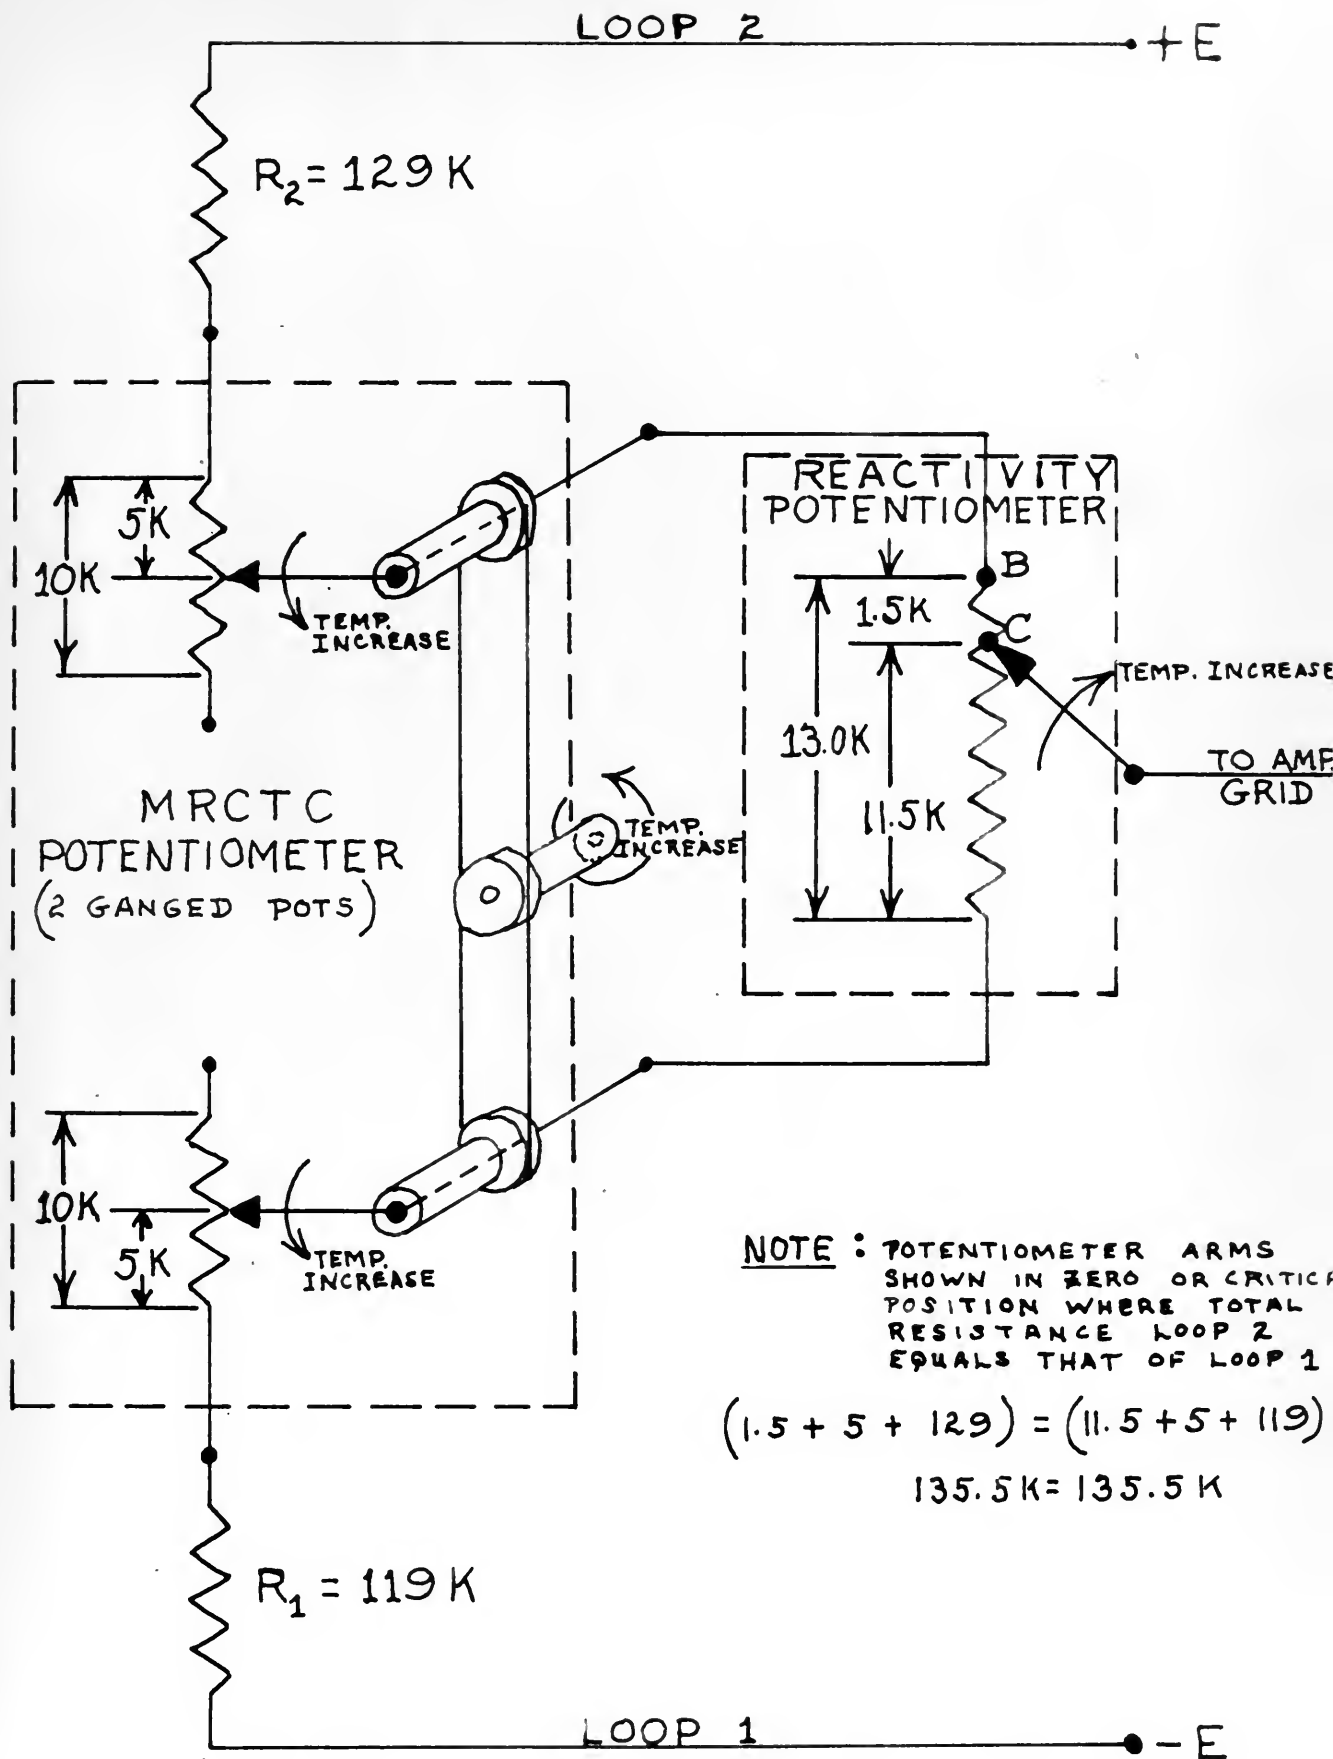 LOOP 2
+E
R₂= 129 K
REACTIVITY
POTENTIOMETER
5K
10K
TEMP.
INCREASE
B
1.5K
C
TEMP. INCREASE
13.0K
TO AMP.
GRID
11.5K
MRCTC
POTENTIOMETER
(2 GANGED POTS)
TEMP.
INCREASE
10K
5K
TEMP.
INCREASE
NOTE : POTENTIOMETER ARMS
SHOWN IN ZERO OR CRITICA
POSITION WHERE TOTAL
RESISTANCE LOOP 2
EQUALS THAT OF LOOP 1
(1.5 + 5 + 129) = (11.5 + 5 + 119)
135.5K = 135.5K
R₁ = 119 K
LOOP 1
- E